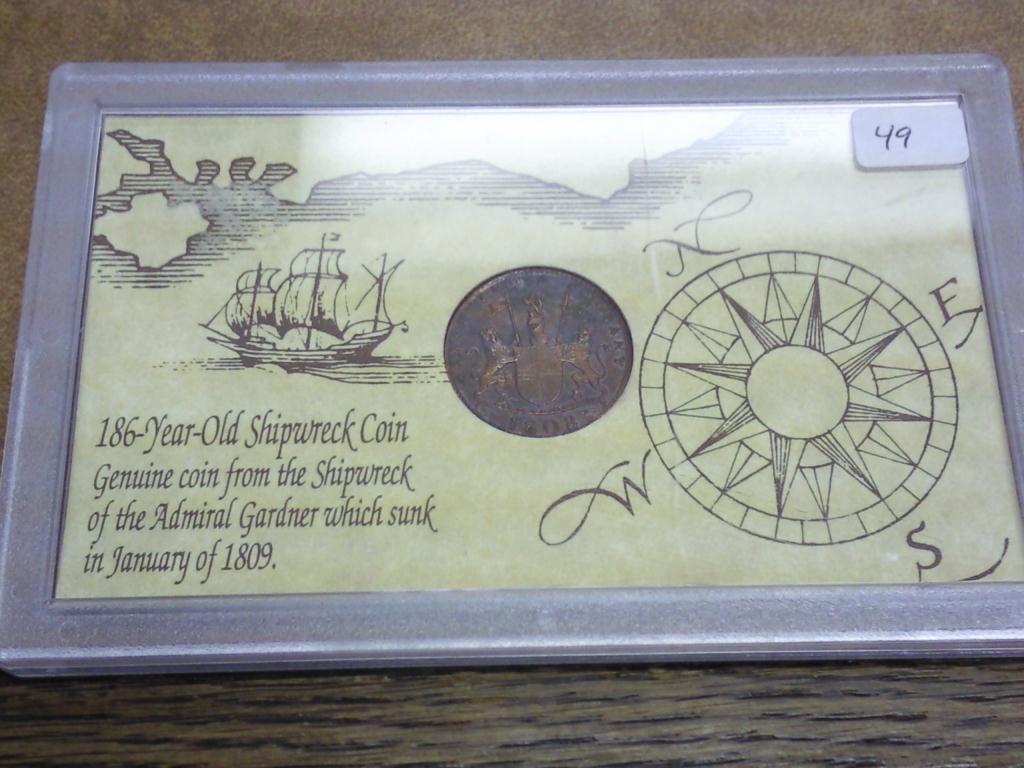 49
N
E
186-Year-Old Shipwreck Coin
Genuine coin from the Shipwreck
of the Admiral Gardner which sunk
in January of 1809.
W
S
1808